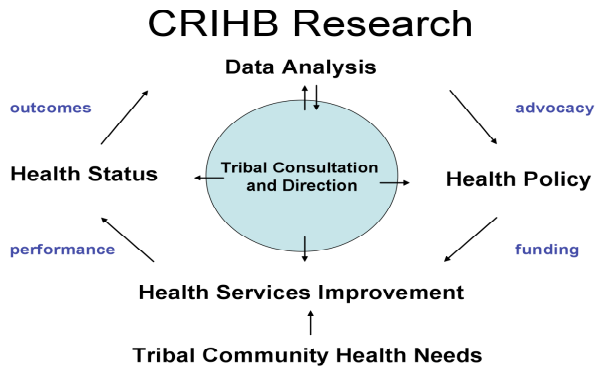 CRIHB Research
Data Analysis
outcomes
advocacy
Health Status
Tribal Consultation
and Direction
Health Policy
performance
funding
Health Services Improvement
Tribal Community Health Needs